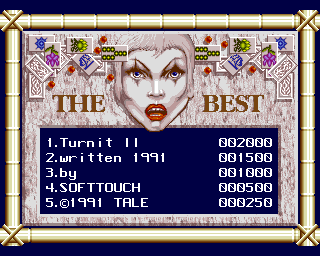 THE BEST
1.Turnit II 002000
2.written 1991 001500
3.by 001000
4.SOFTTOUCH 000500
5.©1991 TALE 000250